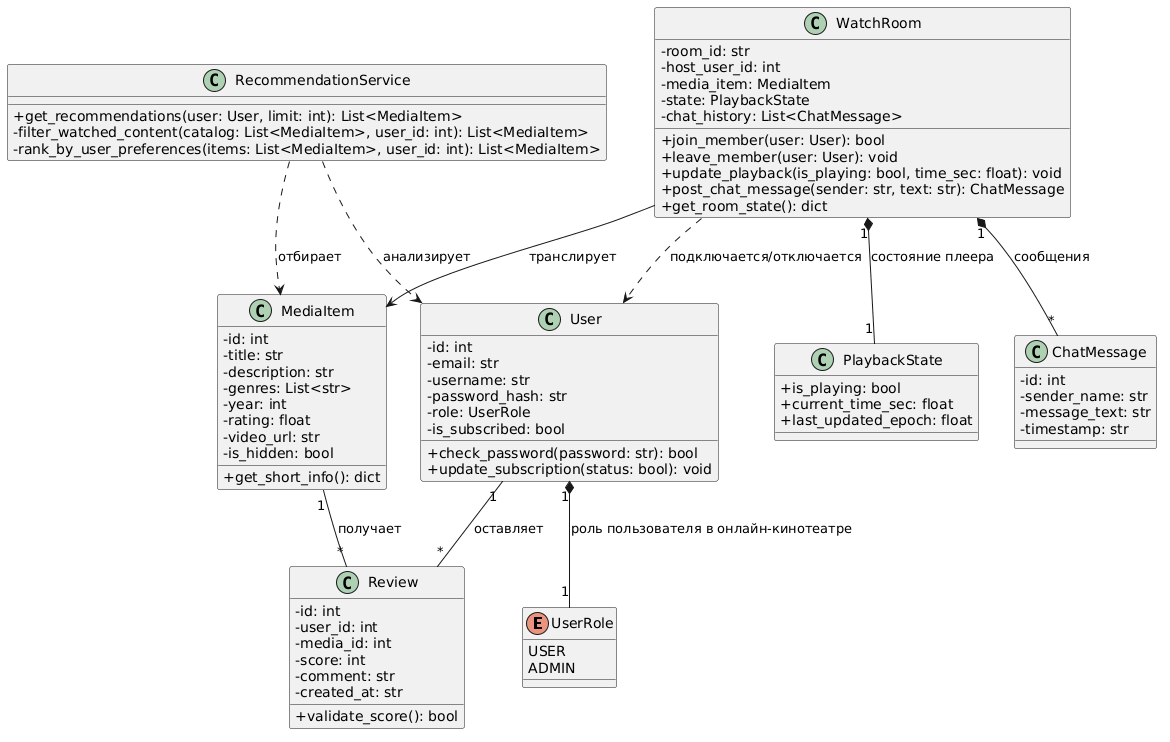 C WatchRoom
-room_id: str
-host_user_id: int
-media_item: MediaItem
-state: PlaybackState
-chat_history: List<ChatMessage>
+join_member(user: User): bool
+leave_member(user: User): void
+update_playback(is_playing: bool, time_sec: float): void
+post_chat_message(sender: str, text: str): ChatMessage
+get_room_state(): dict
C RecommendationService
+get_recommendations(user: User, limit: int): List<MediaItem>
-filter_watched_content(catalog: List<MediaItem>, user_id: int): List<MediaItem>
-rank_by_user_preferences(items: List<MediaItem>, user_id: int): List<MediaItem>
1
1
отбирает
анализирует
транслирует
подключается/отключается
состояние плеера
сообщения
1
*
C MediaItem
-id: int
-title: str
-description: str
-genres: List<str>
-year: int
-rating: float
-video_url: str
-is_hidden: bool
+get_short_info(): dict
C User
-id: int
-email: str
-username: str
-password_hash: str
-role: UserRole
-is_subscribed: bool
+check_password(password: str): bool
+update_subscription(status: bool): void
C PlaybackState
+is_playing: bool
+current_time_sec: float
+last_updated_epoch: float
C ChatMessage
-id: int
-sender_name: str
-message_text: str
-timestamp: str
1
1
1
получает
оставляет
роль пользователя в онлайн-кинотеатре
*
*
1
C Review
-id: int
-user_id: int
-media_id: int
-score: int
-comment: str
-created_at: str
+validate_score(): bool
E UserRole
USER
ADMIN